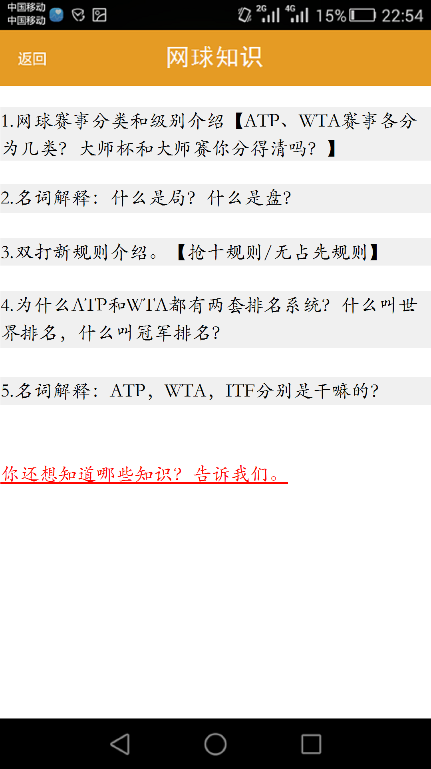 中国移动
中国移动
2G
4G
15%
22:54
返回
网球知识
1.网球赛事分类和级别介绍【ATP、WTA赛事各分
为几类？大师杯和大师赛你分得清吗？】
2.名词解释：什么是局？什么是盘？
3.双打新规则介绍。【抢十规则/无占先规则】
4.为什么ATP和WTA都有两套排名系统？什么叫世
界排名，什么叫冠军排名？
5.名词解释：ATP，WTA，ITF分别是干嘛的？
你还想知道哪些知识？告诉我们。